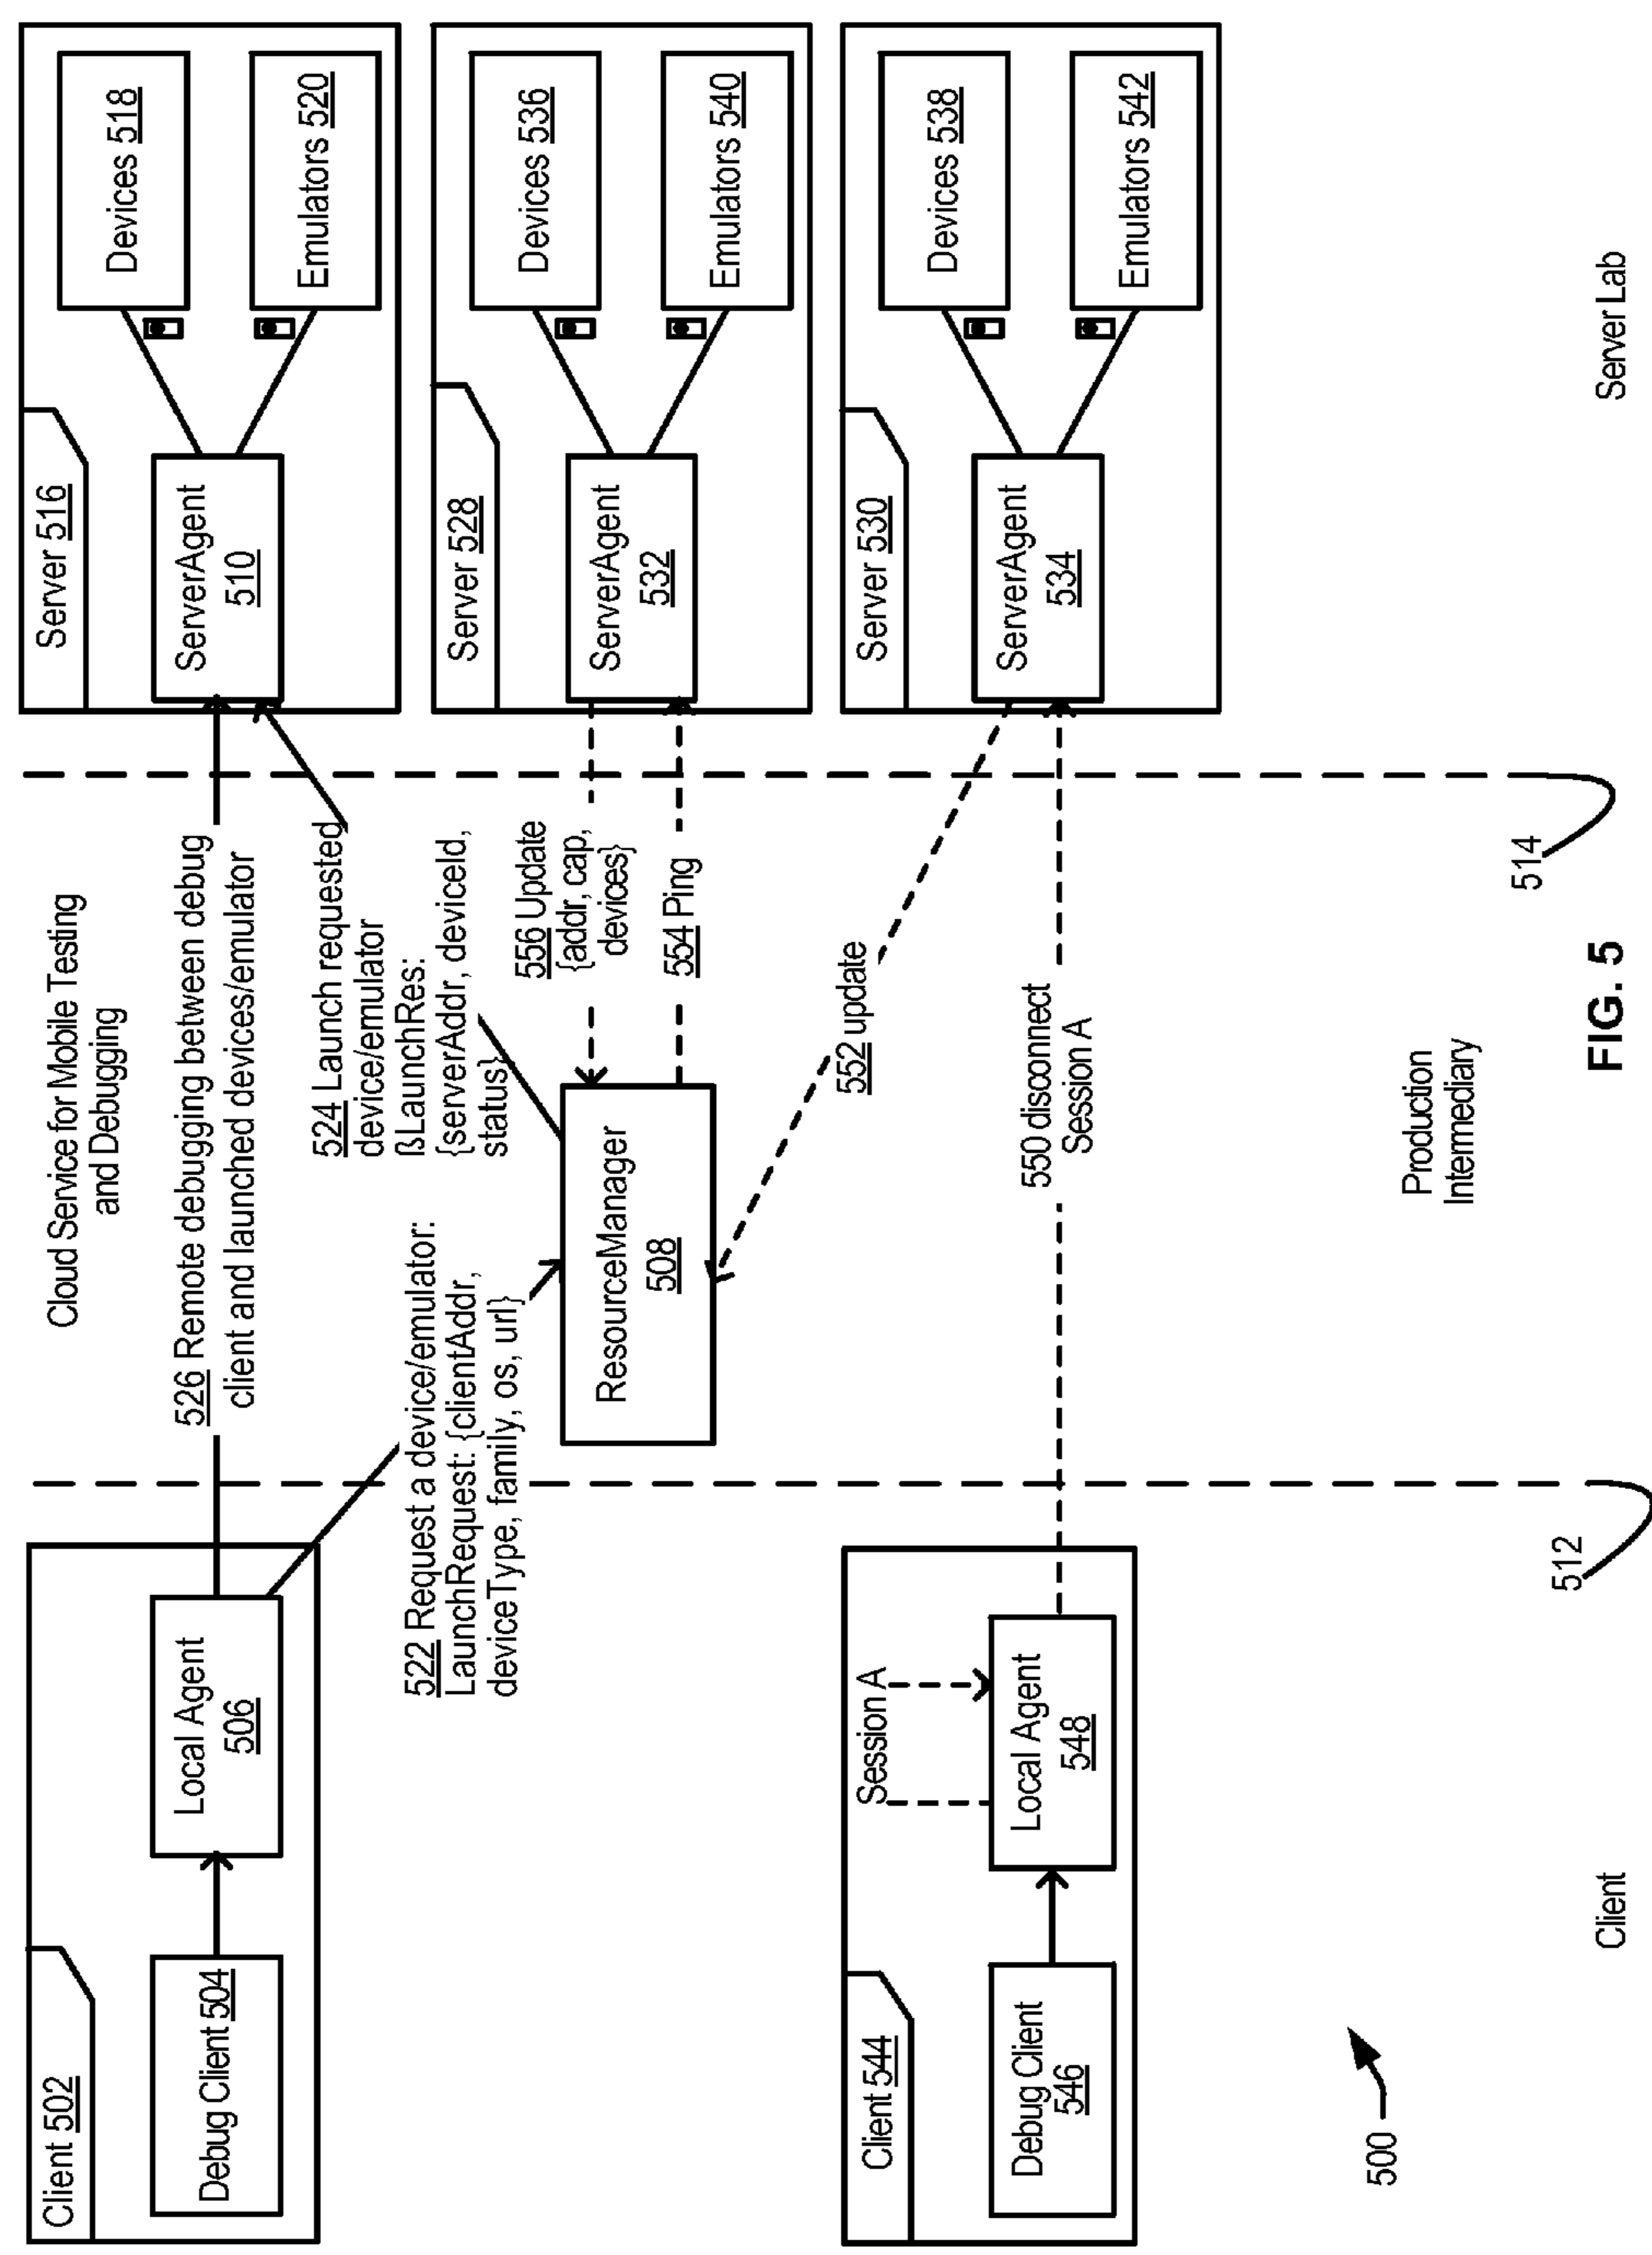 Cloud Service for Mobile Testing
and Debugging
Client 502
Debug Client 504
Local Agent
506
526 Remote debugging between debug
client and launched devices/emulator
522 Request a device/emulator:
LaunchRequest: {clientAddr,
deviceType, family, os, url}
524 Launch requested
device/emulator
ßLaunchRes:
{serverAddr, deviceId,
status}
ResourceManager
508
556 Update
{addr, cap,
devices}
554 Ping
552 update
550 disconnect
Session A
Server 516
ServerAgent
510
Devices 518
Emulators 520
Server 528
ServerAgent
532
Devices 536
Emulators 540
Server 530
ServerAgent
534
Devices 538
Emulators 542
Client 544
Debug Client
546
Session A
Local Agent
548
512
514
500
Client
Production
Intermediary
Server Lab
FIG. 5